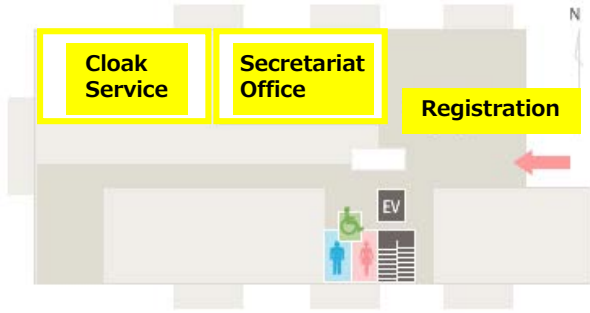 N
Cloak
Service
Secretariat
Office
Registration
EV